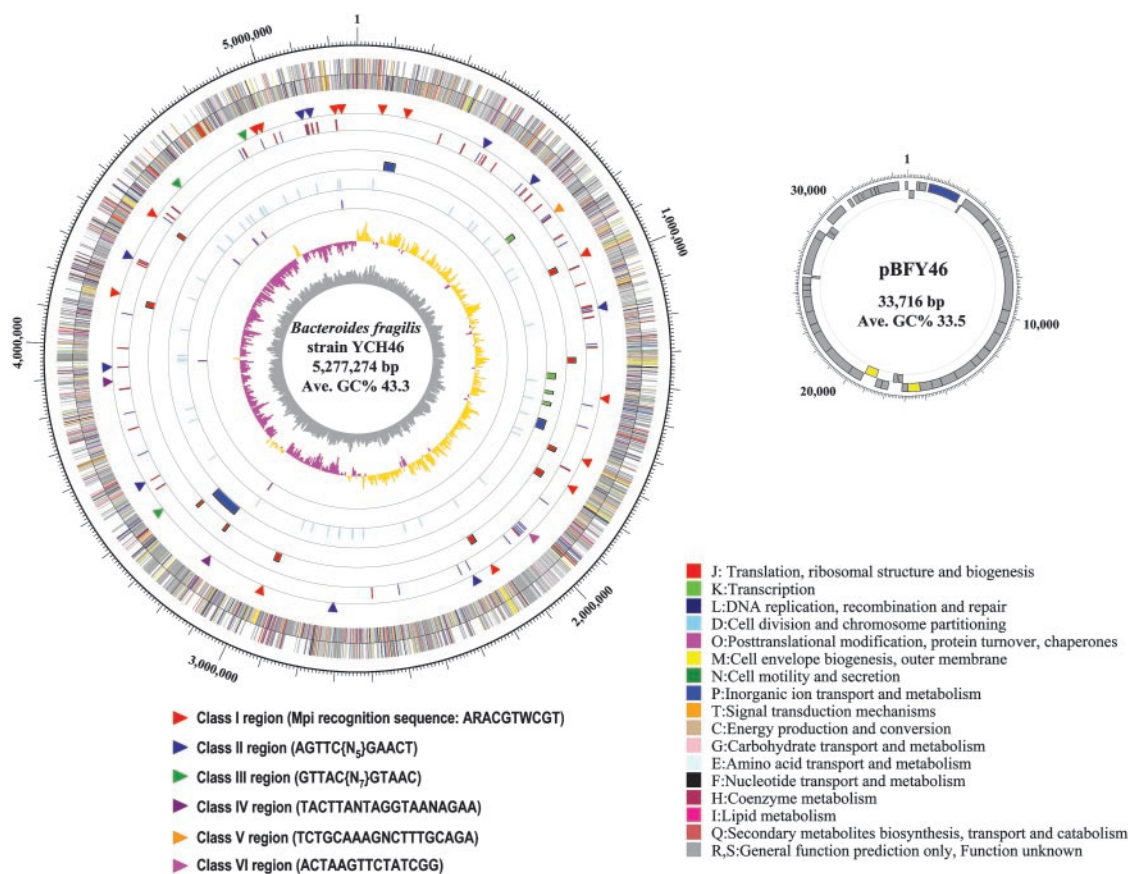 1
5,000,000
1,000,000
4,000,000
2,000,000
3,000,000
Bacteroides fragilis
strain YCH46
5,277,274 bp
Ave. GC% 43.3
1
30,000
10,000
20,000
pBFY46
33,716 bp
Ave. GC% 33.5
Class I region (Mpi recognition sequence: ARACGTWCGT)
Class II region (AGTTC{N5}GAACT)
Class III region (GTTAC{N7}GTAAC)
Class IV region (TACTTANTAGGTAANAGAA)
Class V region (TCTGCAAAGNCTTTGCAGA)
Class VI region (ACTAAGTTCTATCGG)
J: Translation, ribosomal structure and biogenesis
K:Transcription
L:DNA replication, recombination and repair
D:Cell division and chromosome partitioning
O:Posttranslational modification, protein turnover, chaperones
M:Cell envelope biogenesis, outer membrane
N:Cell motility and secretion
P:Inorganic ion transport and metabolism
T:Signal transduction mechanisms
C:Energy production and conversion
G:Carbohydrate transport and metabolism
E:Amino acid transport and metabolism
F:Nucleotide transport and metabolism
H:Coenzyme metabolism
I:Lipid metabolism
Q:Secondary metabolites biosynthesis, transport and catabolism
R,S:General function prediction only, Function unknown